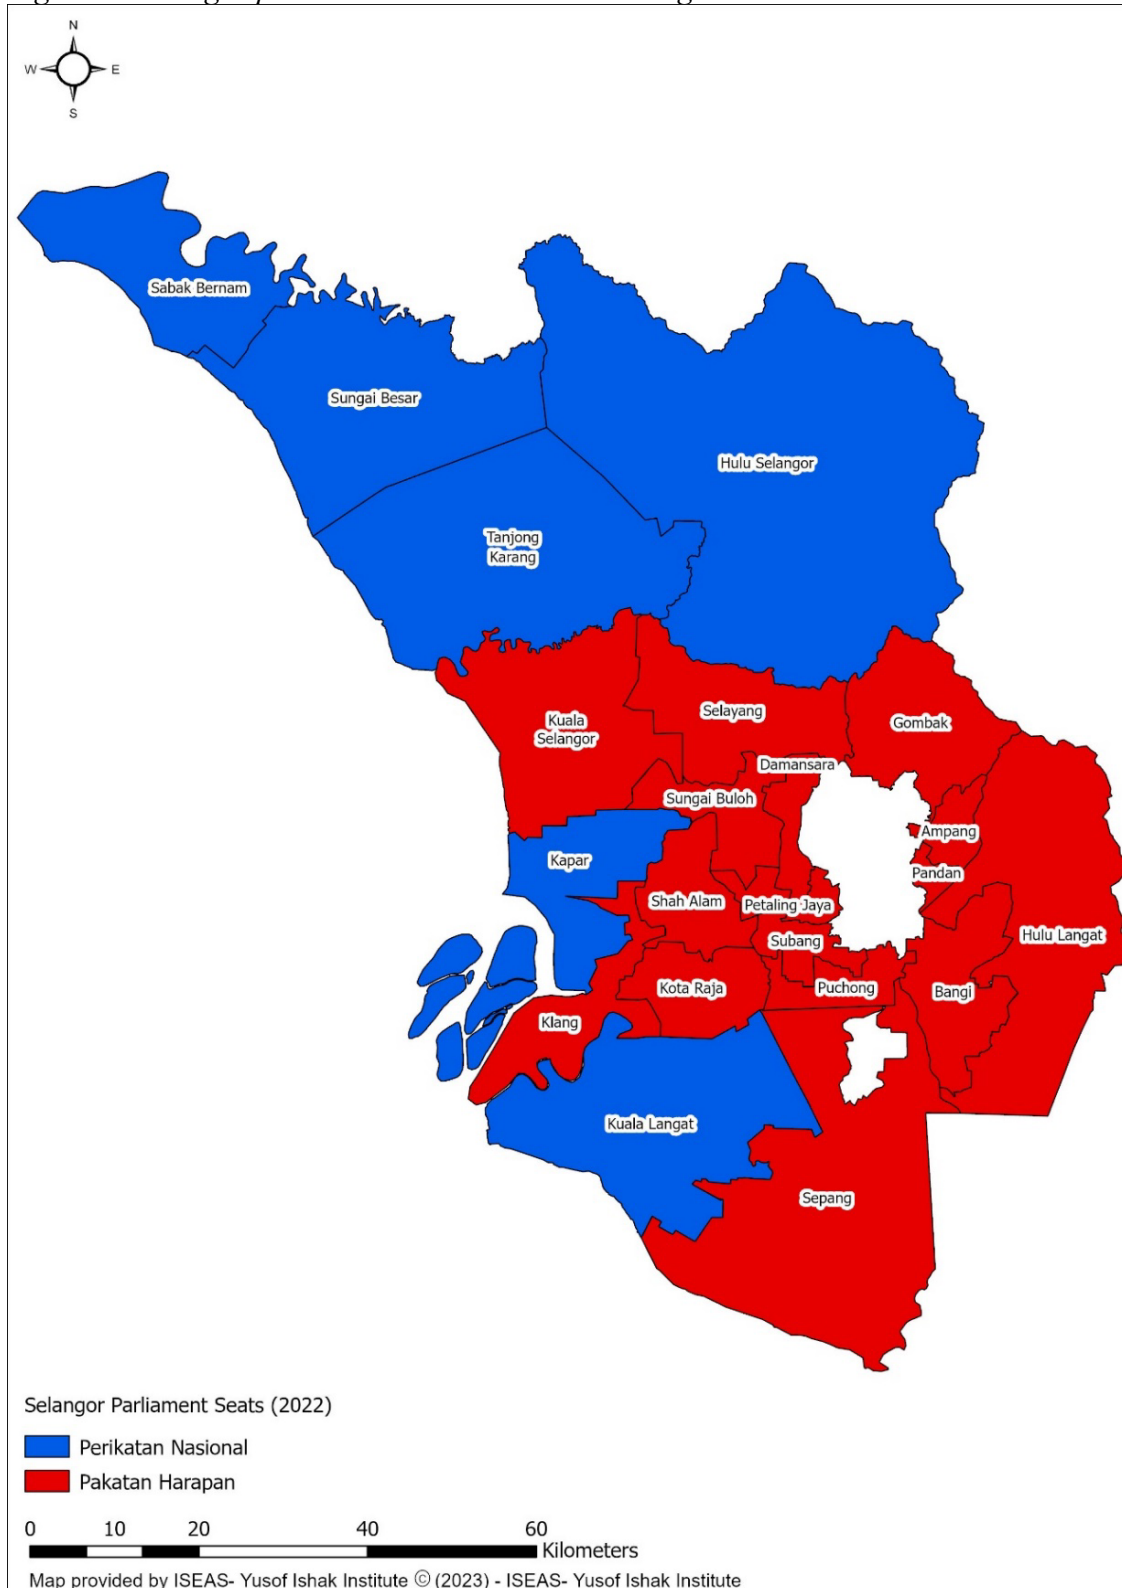 N
W E
S
Sabak Bernam
Sungai Besar
Hulu Selangor
Tanjong
Karang
Selayang
Gombak
Kuala
Selangor
Damansara
Sungai Buloh
Ampang
Kapar
Pandan
Shah Alam
Petaling Jaya
Subang
Hulu Langat
Kota Raja
Puchong
Bangi
Klang
Kuala Langat
Sepang
Selangor Parliament Seats (2022)
Perikatan Nasional
Pakatan Harapan
0 10 20 40 60
Kilometers
Map provided by ISEAS- Yusof Ishak Institute © (2023) - ISEAS- Yusof Ishak Institute